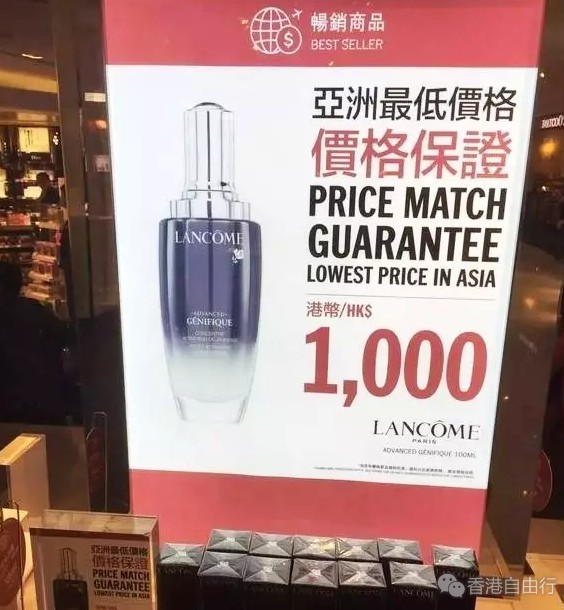 暢銷商品
BEST SELLER
亞洲最低價格
價格保證
PRICE MATCH
GUARANTEE
LOWEST PRICE IN ASIA
港幣/HK$
1,000
LANCÔME
PARIS
ADVANCED GÉNIFIQUE 100ML
LANCÔME
ADVANCED
GÉNIFIQUE
亞洲最低價格
價格保證
PRICE MATCH
GUARANTEE
LOWEST PRICE IN ASIA
香港自由行